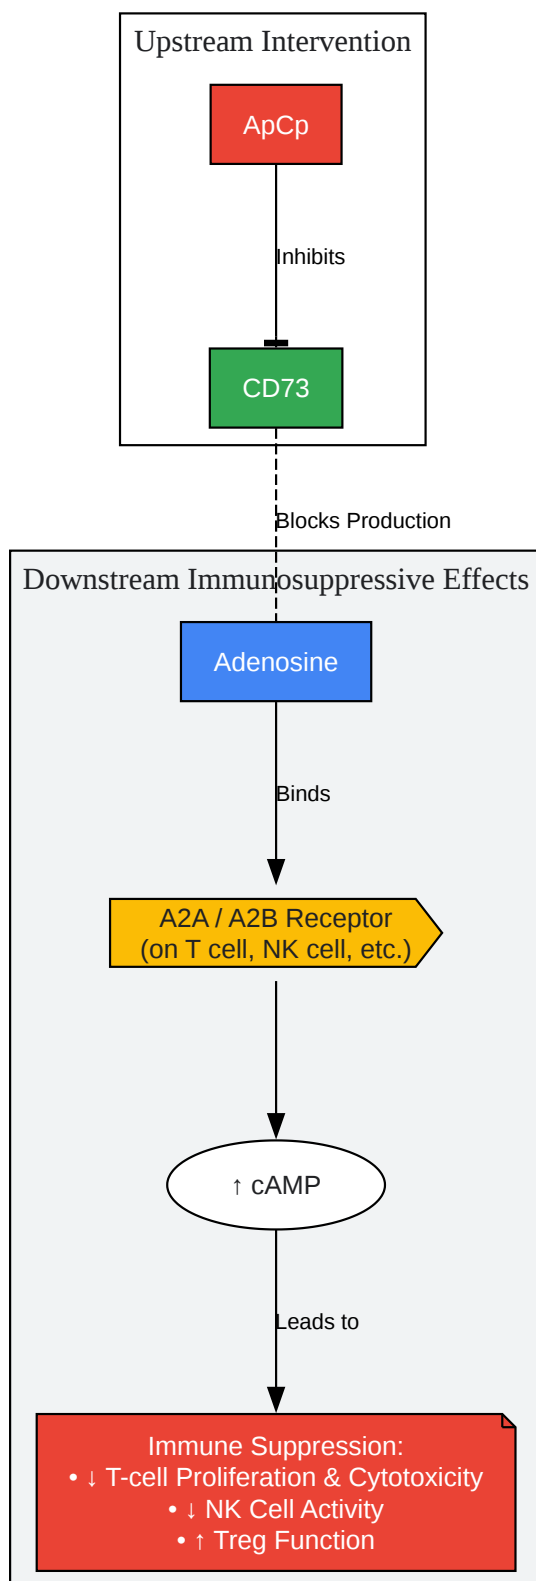 Upstream Intervention
ApCp
Inhibits
CD73
Blocks Production
Downstream Immunosuppressive Effects
Adenosine
Binds
A2A / A2B Receptor
(on T cell, NK cell, etc.)
↑ cAMP
Leads to
Immune Suppression:
• ↓ T-cell Proliferation & Cytotoxicity
• ↓ NK Cell Activity
• ↑ Treg Function